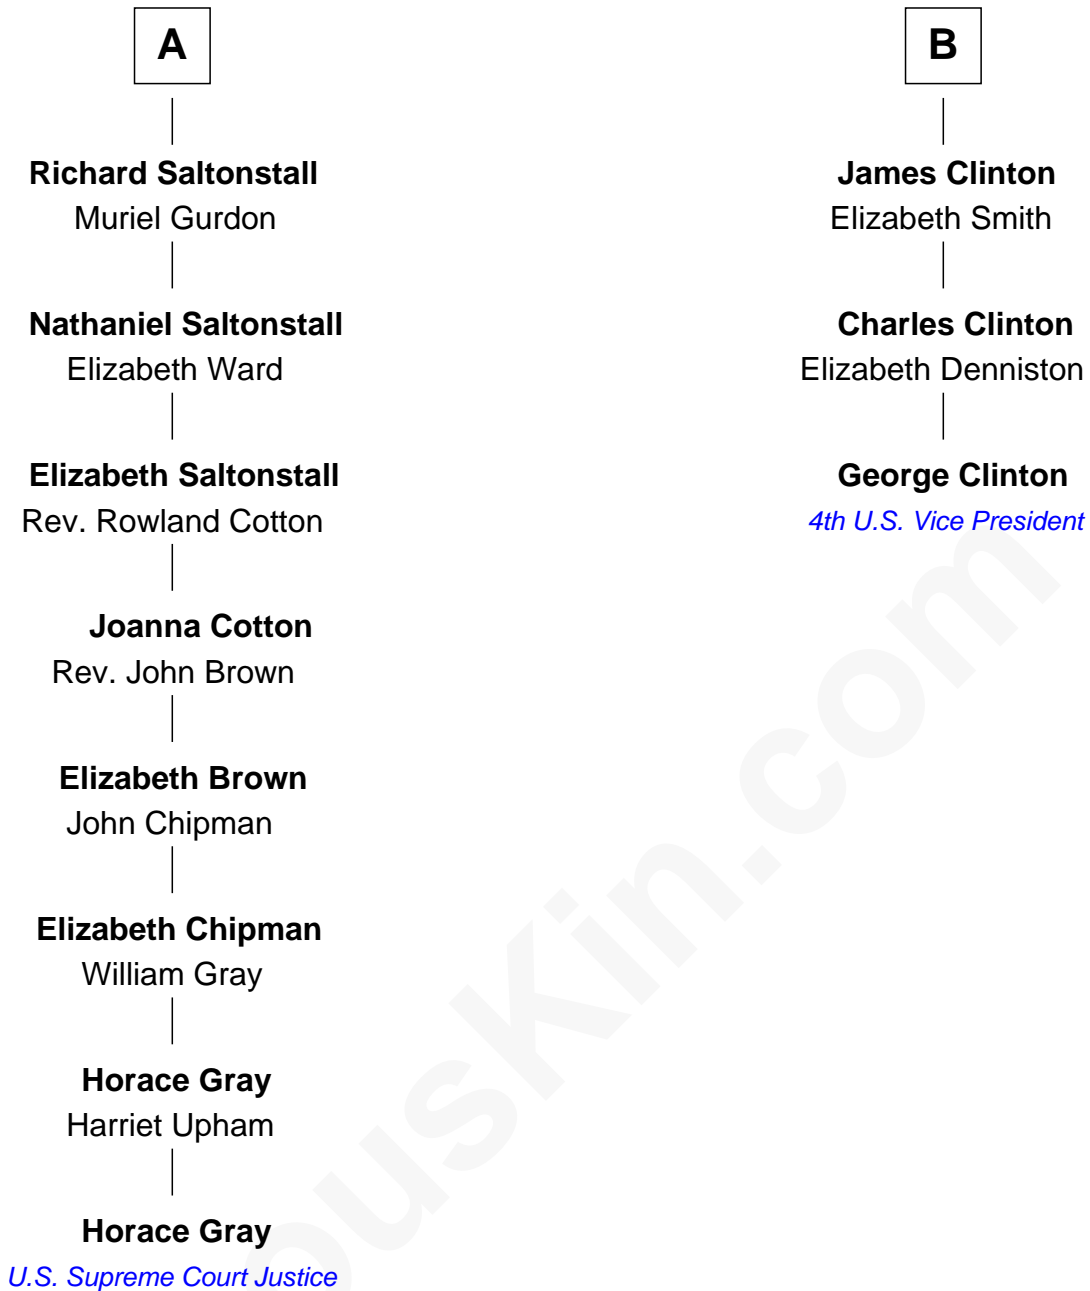 A
Richard Saltonstall
Muriel Gurdon
Nathaniel Saltonstall
Elizabeth Ward
Elizabeth Saltonstall
Rev. Rowland Cotton
Joanna Cotton
Rev. John Brown
Elizabeth Brown
John Chipman
Elizabeth Chipman
William Gray
Horace Gray
Harriet Upham
Horace Gray
U.S. Supreme Court Justice
B
James Clinton
Elizabeth Smith
Charles Clinton
Elizabeth Denniston
George Clinton
4th U.S. Vice President
ouskin.com